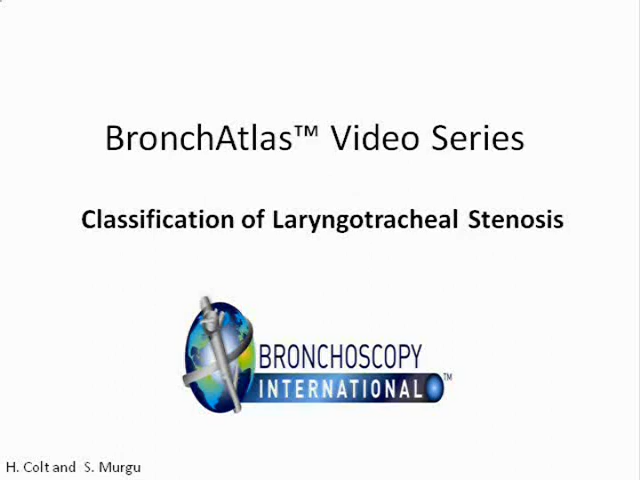 BronchAtlas™ Video Series
Classification of Laryngotracheal Stenosis
BRONCHOSCOPY
INTERNATIONAL™
H. Colt and S. Murgu